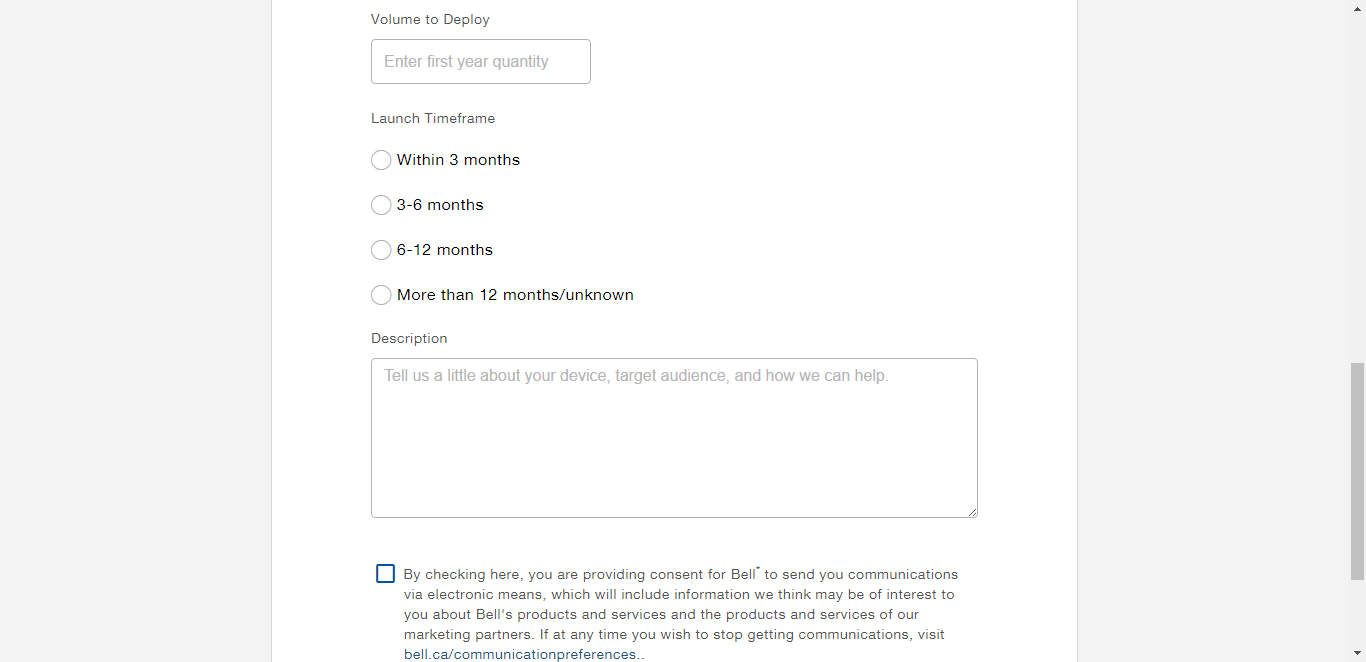 Volume to Deploy
Enter first year quantity
Launch Timeframe
Within 3 months
3-6 months
6-12 months
More than 12 months/unknown
Description
Tell us a little about your device, target audience, and how we can help.
By checking here, you are providing consent for Bell* to send you communications
via electronic means, which will include information we think may be of interest to
you about Bell's products and services and the products and services of our
marketing partners. If at any time you wish to stop getting communications, visit
bell.ca/communicationpreferences..